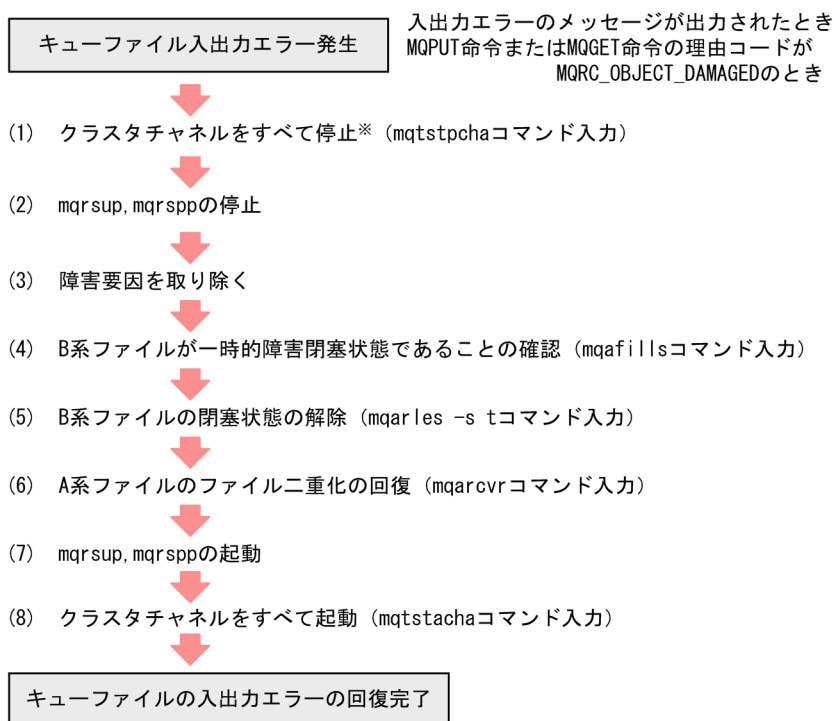 キューファイル入出力エラー発生
入出力エラーのメッセージが出力されたとき
MQPUT命令またはMQGET命令の理由コードが
MQRC_OBJECT_DAMAGEDのとき
(1) クラスタチャネルをすべて停止※(mqtstpchaコマンド入力)
(2) mqrsup,mqrsppの停止
(3) 障害要因を取り除く
(4) B系ファイルが一時的障害閉塞状態であることの確認(mqafillsコマンド入力)
(5) B系ファイルの閉塞状態の解除(mqarles -s tコマンド入力)
(6) A系ファイルのファイル二重化の回復(mqarcvrコマンド入力)
(7) mqrsup,mqrsppの起動
(8) クラスタチャネルをすべて起動(mqtstachaコマンド入力)
キューファイルの入出力エラーの回復完了